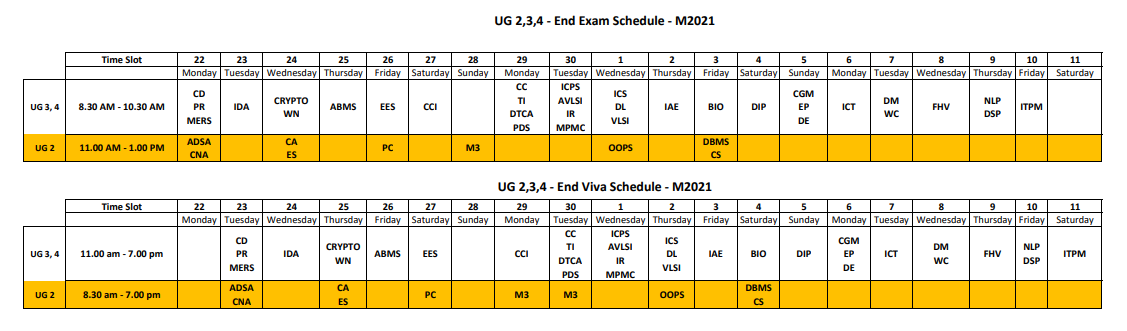 UG 2,3,4 - End Exam Schedule - M2021
Time Slot 22 23 24 25 26 27 28 29 30 1 2 3 4 5 6 7 8 9 10 11
Monday Tuesday Wednesday Thursday Friday Saturday Sunday Monday Tuesday Wednesday Thursday Friday Saturday Sunday Monday Tuesday Wednesday Thursday Friday Saturday
UG 3, 4 8.30 AM - 10.30 AM CD PR MERS IDA CRYPTO WN ABMS EES CCI CC TI DTCA PDS ICPS AVLSI IR MPMC ICS DL VLSI IAE BIO DIP CGM EP DE ICT DM WC FHV NLP DSP ITPM
UG 2 11.00 AM - 1.00 PM ADSA CNA CA ES PC M3 OOPS DBMS CS
UG 2,3,4 - End Viva Schedule - M2021
Time Slot 22 23 24 25 26 27 28 29 30 1 2 3 4 5 6 7 8 9 10 11
Monday Tuesday Wednesday Thursday Friday Saturday Sunday Monday Tuesday Wednesday Thursday Friday Saturday Sunday Monday Tuesday Wednesday Thursday Friday Saturday
UG 3, 4 11.00 am - 7.00 pm CD PR MERS IDA CRYPTO WN ABMS EES CCI CC TI DTCA PDS ICPS AVLSI IR MPMC ICS DL VLSI IAE BIO DIP CGM EP DE ICT DM WC FHV NLP DSP ITPM
UG 2 8.30 am - 7.00 pm ADSA CNA CA ES PC M3 M3 OOPS DBMS CS